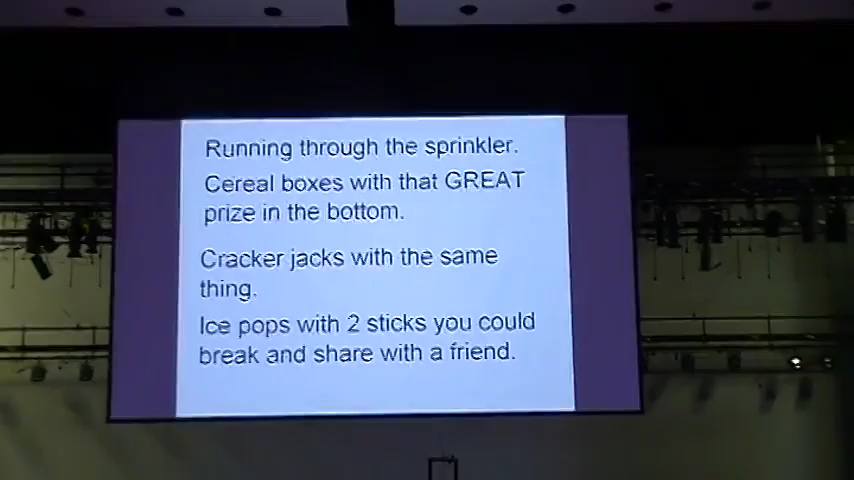 Running through the sprinkler.
Cereal boxes with that GREAT
prize in the bottom.
Cracker jacks with the same
thing.
Ice pops with 2 sticks you could
break and share with a friend.